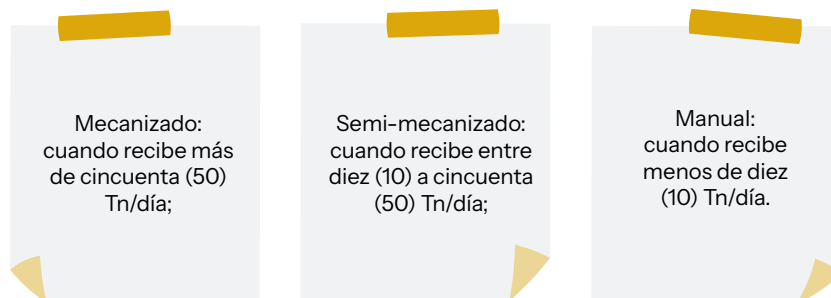 Mecanizado:
cuando recibe más
de cincuenta (50)
Tn/día;
Semi-mecanizado:
cuando recibe entre
diez (10) a cincuenta
(50) Tn/día;
Manual:
cuando recibe
menos de diez
(10) Tn/día.